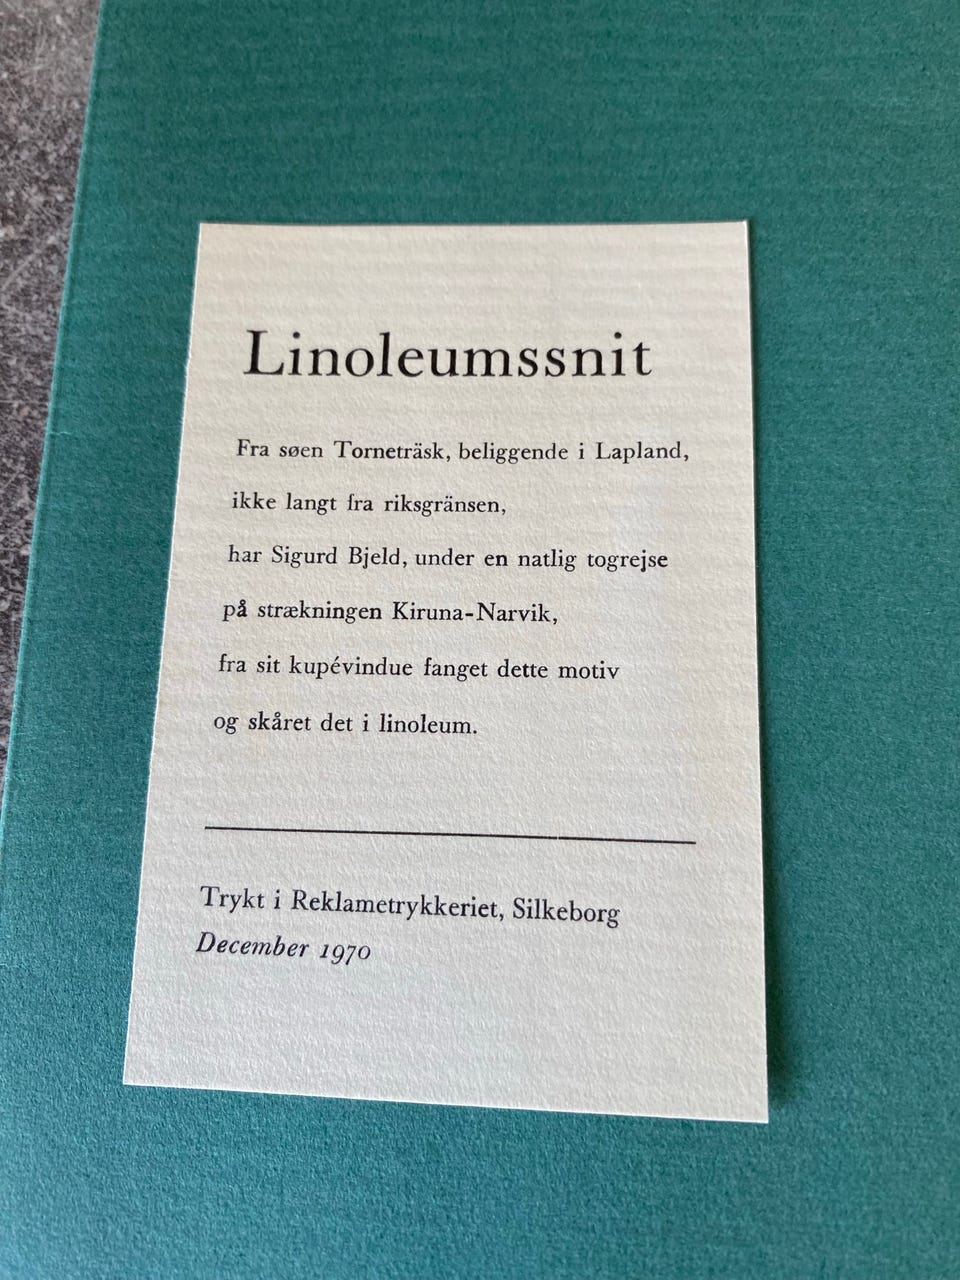 Linoleumssnit
Fra søen Torneträsk, beliggende i Lapland,
ikke langt fra riksgränsen,
har Sigurd Bjeld, under en natlig togrejse
på strækningen Kiruna-Narvik,
fra sit kupévindue fanget dette motiv
og skåret det i linoleum.
Trykt i Reklametrykkeriet, Silkeborg
December 1970